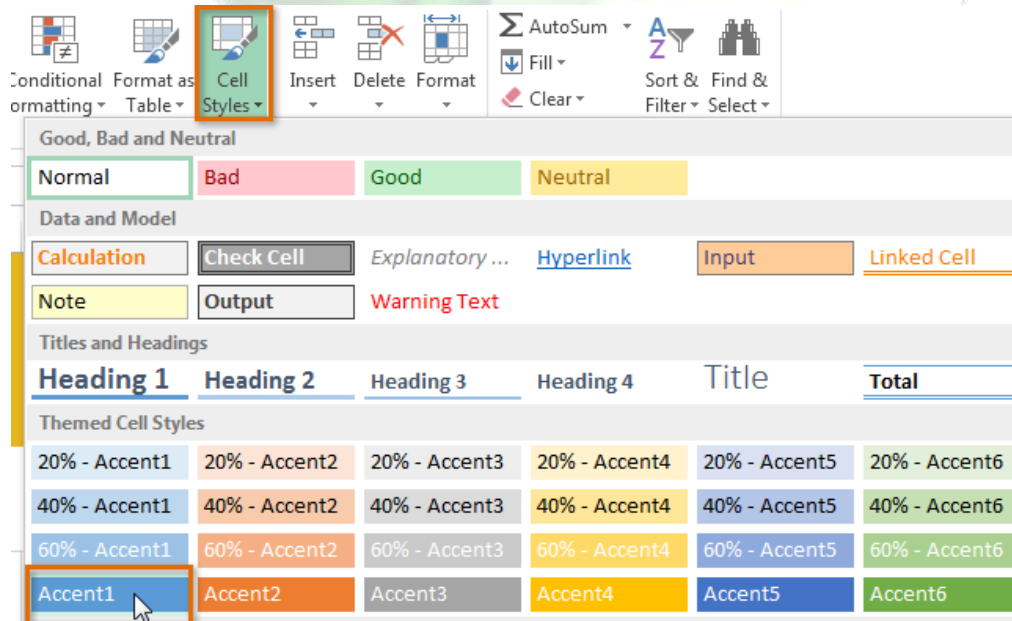 AutoSum
Fill
Clear
onditional Format as Cell Insert Delete Format Sort & Find &
ormatting Table Styles Filter Select
Good, Bad and Neutral
Normal Bad Good Neutral
Data and Model
Calculation Check Cell Explanatory ... Hyperlink Input Linked Cell
Note Output Warning Text
Titles and Headings
Heading 1 Heading 2 Heading 3 Heading 4 Title Total
Themed Cell Styles
20% - Accent1 20% - Accent2 20% - Accent3 20% - Accent4 20% - Accent5 20% - Accent6
40% - Accent1 40% - Accent2 40% - Accent3 40% - Accent4 40% - Accent5 40% - Accent6
60% - Accent1 60% - Accent2 60% - Accent3 60% - Accent4 60% - Accent5 60% - Accent6
Accent1 Accent2 Accent3 Accent4 Accent5 Accent6